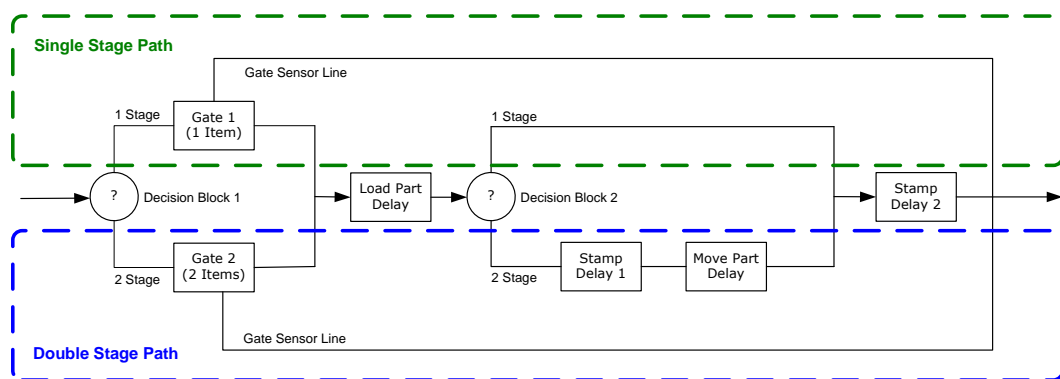 Single Stage Path
Gate Sensor Line
1 Stage
Gate 1
(1 Item)
1 Stage
?
Decision Block 1
Load Part
Delay
?
Decision Block 2
Stamp
Delay 2
Gate 2
(2 Items)
2 Stage
Stamp
Delay 1
Move Part
Delay
2 Stage
Gate Sensor Line
Double Stage Path